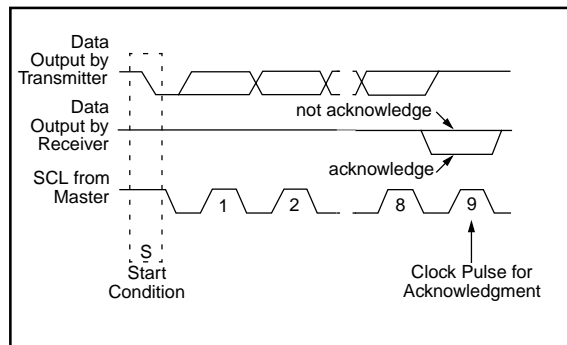 Data
Output by
Transmitter
Data
Output by
Receiver
not acknowledge
acknowledge
SCL from
Master
1
2
8
9
S
Start
Condition
Clock Pulse for
Acknowledgment